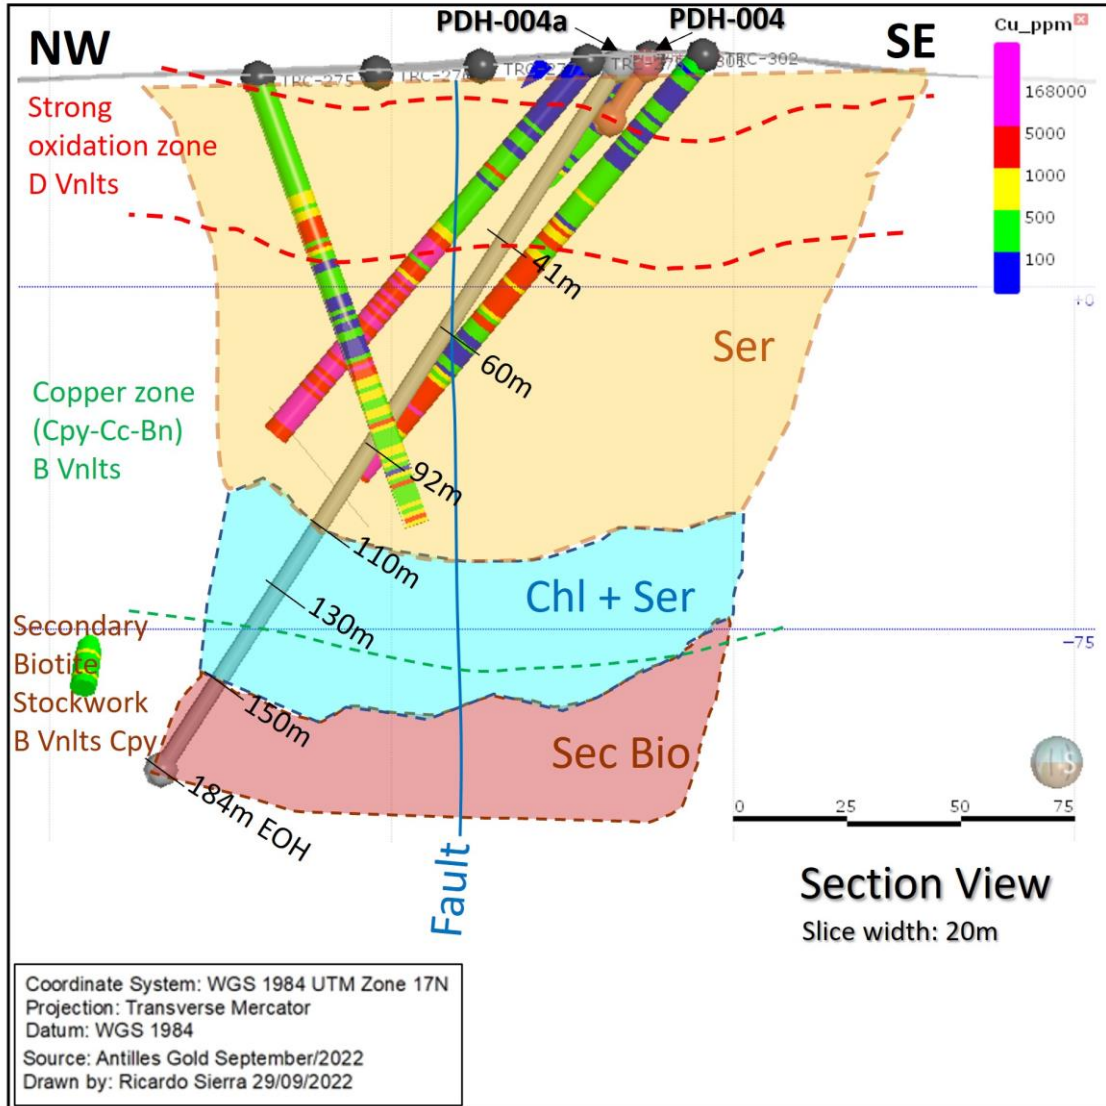 NW
PDH-004a
PDH-004
SE
Cu_ppm
168000
5000
1000
500
100
TRC-275
TRC-276
TRC-302
Strong
oxidation zone
D Vnlts
41m
+0
Ser
60m
Copper zone
(Cpy-Cc-Bn)
B Vnlts
92m
110m
Chl + Ser
130m
Secondary
Biotite
Stockwork
B Vnlts Cpy
-75
150m
Sec Bio
184m EOH
Fault
0 25 50 75
Section View
Slice width: 20m
Coordinate System: WGS 1984 UTM Zone 17N
Projection: Transverse Mercator
Datum: WGS 1984
Source: Antilles Gold September/2022
Drawn by: Ricardo Sierra 29/09/2022